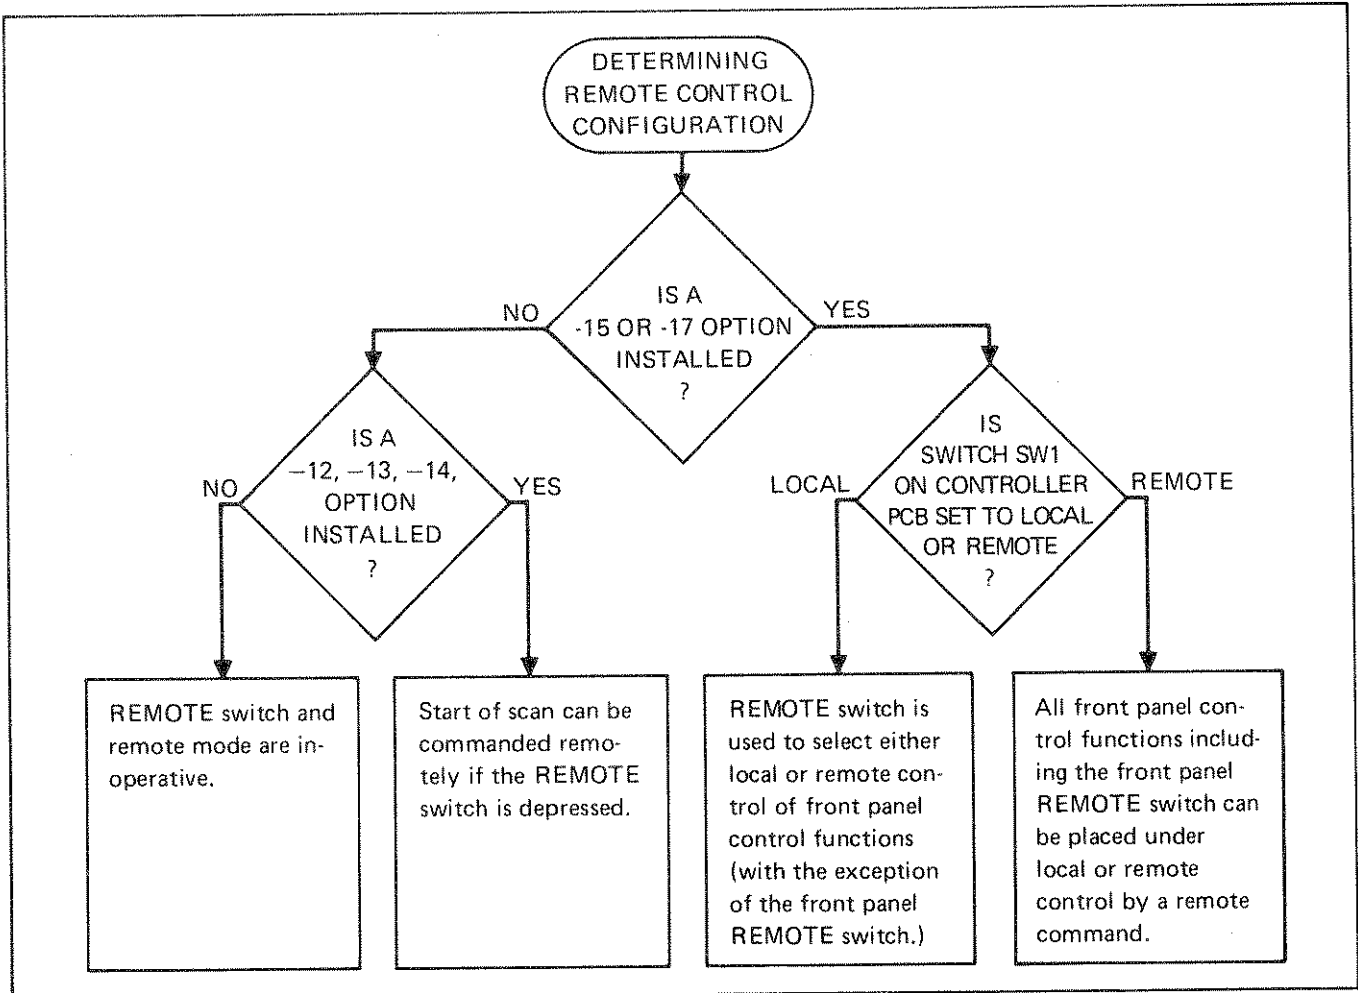 DETERMINING
REMOTE CONTROL
CONFIGURATION
IS A
-15 OR -17 OPTION
INSTALLED
?
NO
YES
IS A
—12, —13, —14,
OPTION
INSTALLED
?
NO
YES
IS
SWITCH SW1
ON CONTROLLER
PCB SET TO LOCAL
OR REMOTE
?
LOCAL
REMOTE
REMOTE switch and
remote mode are in-
operative.
Start of scan can be
commanded remo-
tely if the REMOTE
switch is depressed.
REMOTE switch is
used to select either
local or remote con-
trol of front panel
control functions
(with the exception
of the front panel
REMOTE switch.)
All front panel con-
trol functions includ-
ing the front panel
REMOTE switch can
be placed under
local or remote
control by a remote
command.